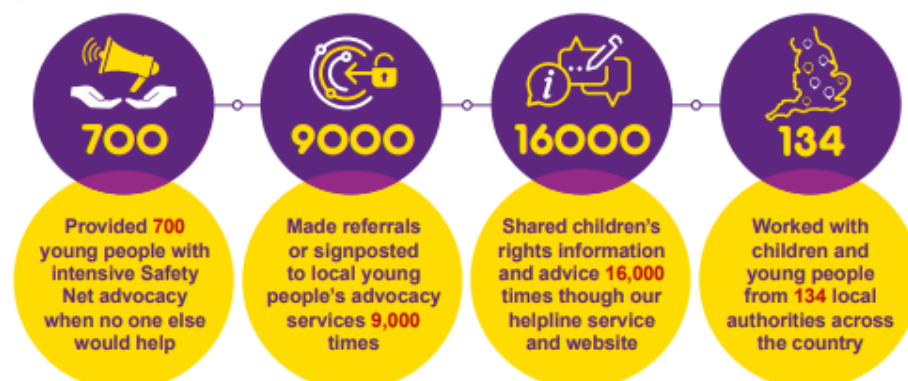 700
9000
16000
134
Provided 700
young people with
intensive Safety
Net advocacy
when no one else
would help
Made referrals
or signposted
to local young
people's advocacy
services 9,000
times
Shared children's
rights information
and advice 16,000
times though our
helpline service
and website
Worked with
children and
young people
from 134 local
authorities across
the country